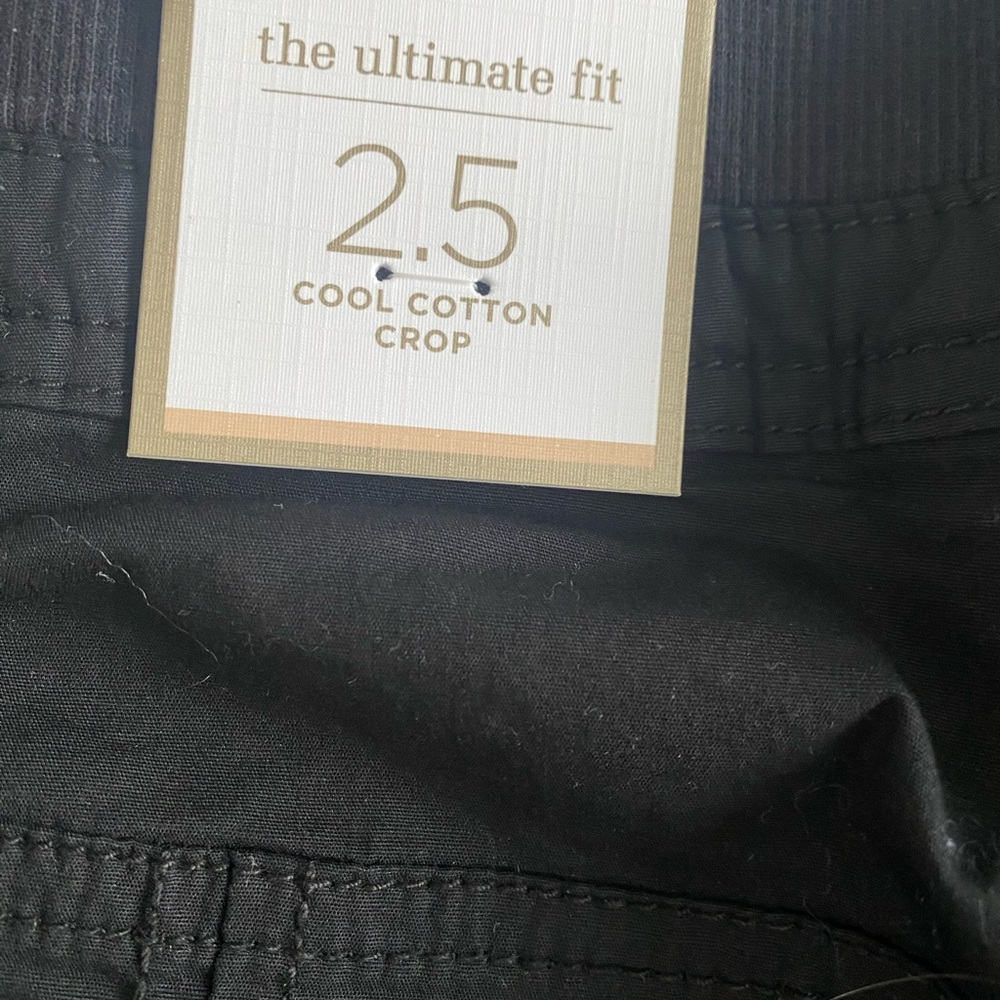 the ultimate fit
2.5
COOL COTTON
CROP